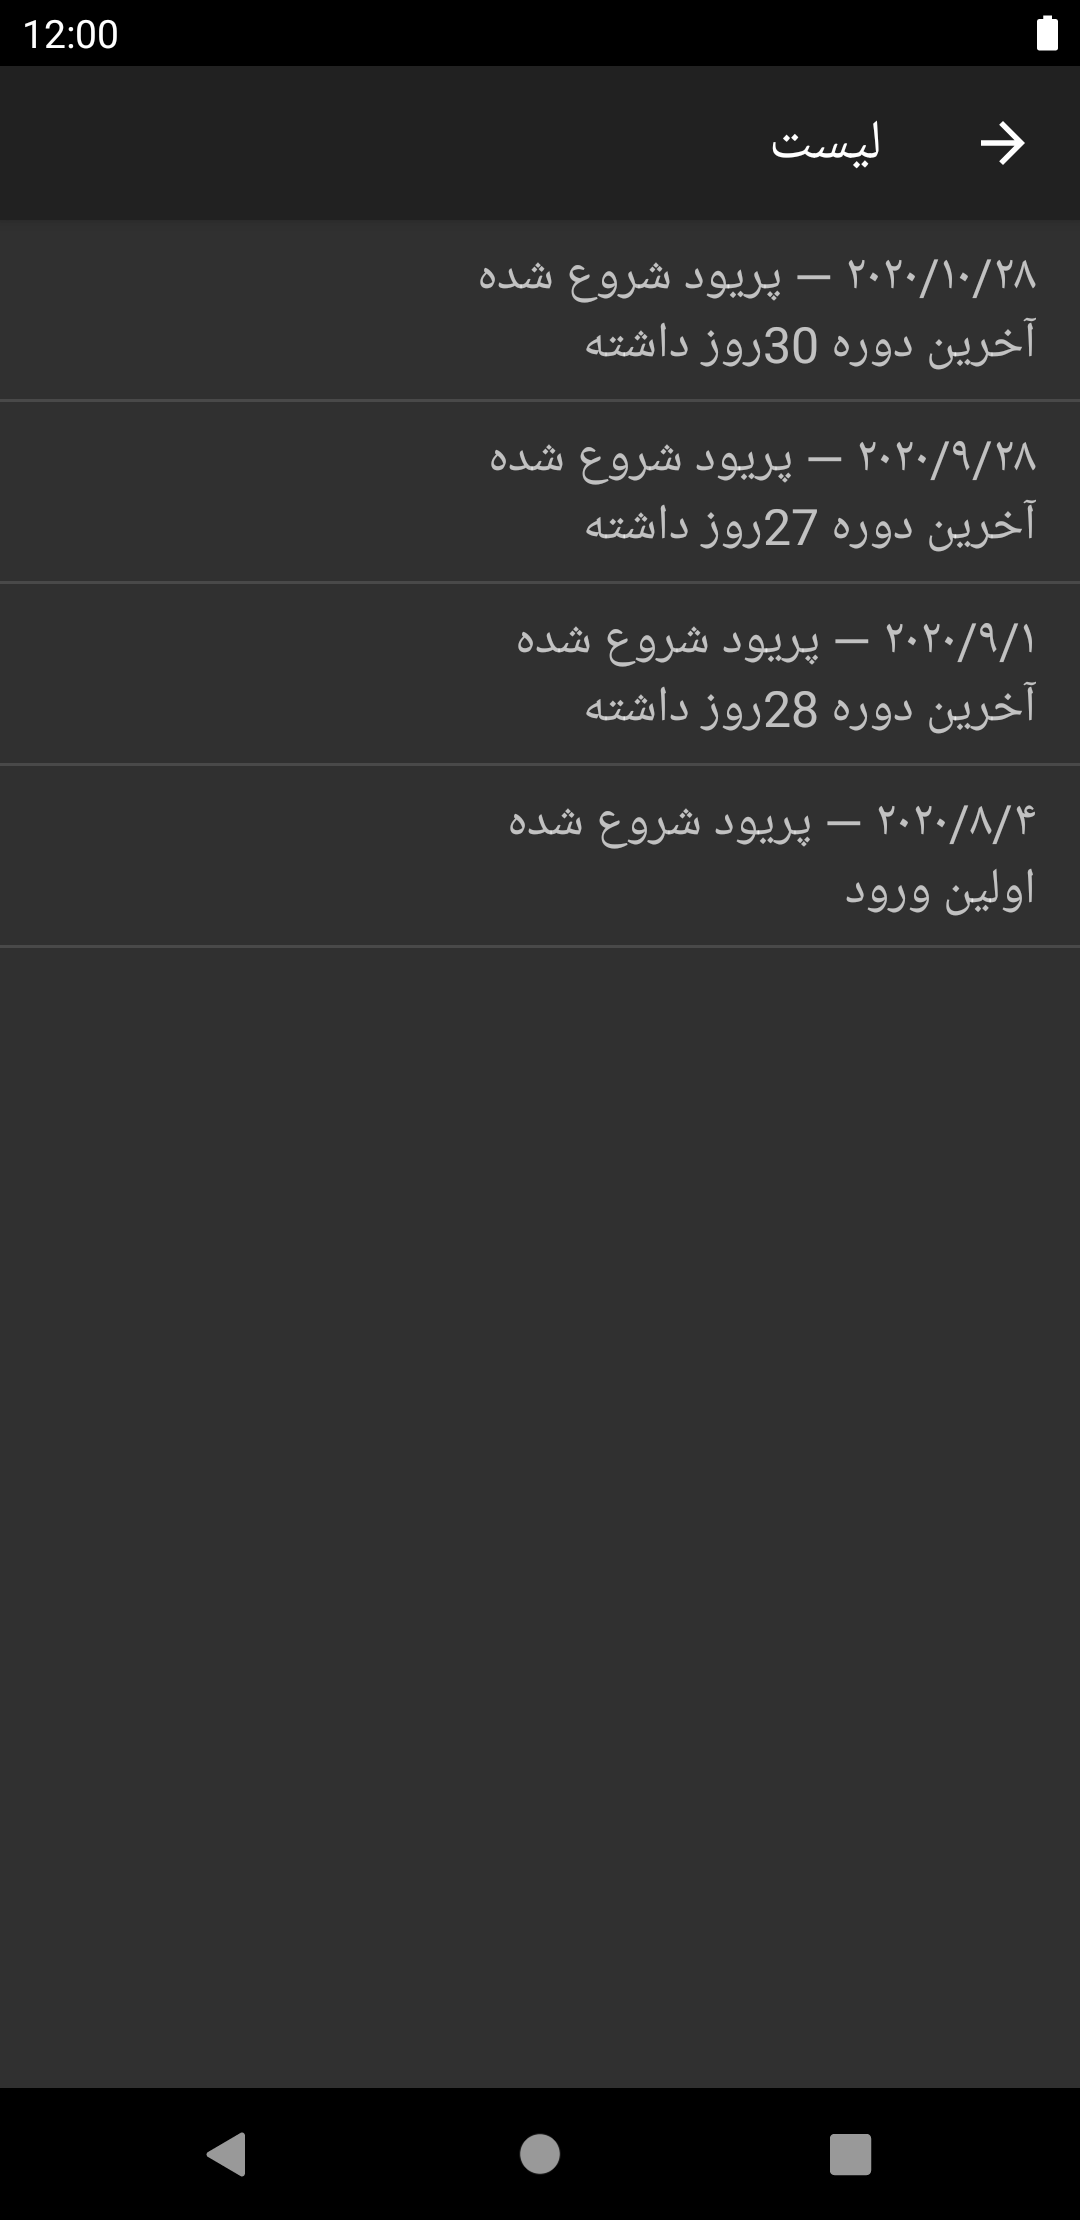 12:00
لیست
۲۰۲۰/۱۰/۲۸ — پریود شروع شده
آخرین دوره 30روز داشته
۲۰۲۰/۹/۲۸ — پریود شروع شده
آخرین دوره 27روز داشته
۲۰۲۰/۹/۱ — پریود شروع شده
آخرین دوره 28روز داشته
۲۰۲۰/۸/۴ — پریود شروع شده
اولین ورود